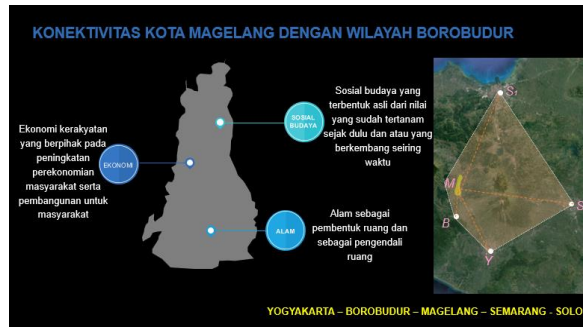 KONEKTIVITAS KOTA MAGELANG DENGAN WILAYAH BOROBUDUR
Ekonomi kerakyatan
yang berpihak pada
peningkatan
perekonomian
masyarakat serta
pembangunan untuk
masyarakat
EKONOMI
SOSIAL
BUDAYA
Sosial budaya yang
terbentuk asli dari nilai
yang sudah tertanam
sejak dulu dan atau yang
berkembang seiring
waktu
ALAM
Alam sebagai
pembentuk ruang dan
sebagai pengendali
ruang
S1
M
S
B
Y
YOGYAKARTA – BOROBUDUR – MAGELANG – SEMARANG - SOLO